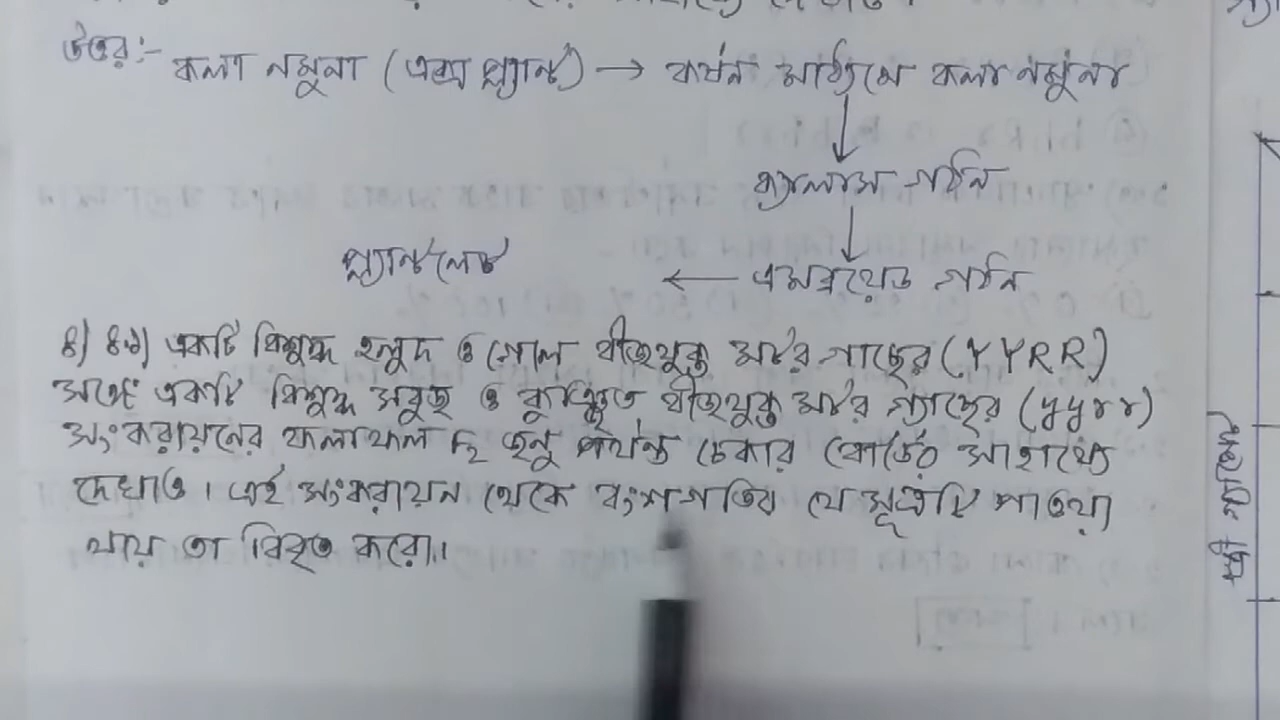 উত্তর:- কলা নমুনা (এক্স প্ল্যান্ট) → কর্ষন মাধ্যমে কলা নমুনা
↓
ক্যালাস গঠন
↓
প্ল্যান্টলেট ← এমব্রয়েড গঠন
৪) ৪.১) একটি বিশুদ্ধ হলুদ ও গোল বীজযুক্ত মটর গাছের (YYRR)
সঙ্গে একটি বিশুদ্ধ সবুজ ও কুঞ্চিত বীজযুক্ত মটর গাছের (yyrr)
সংকরায়নের ফলাফল F₂ জনু পর্যন্ত চেকার বোর্ডের সাহায্যে
দেখাও। এই সংকরায়ন থেকে বংশগতির যে সূত্রটি পাওয়া
যায় তা বিবৃত করো।